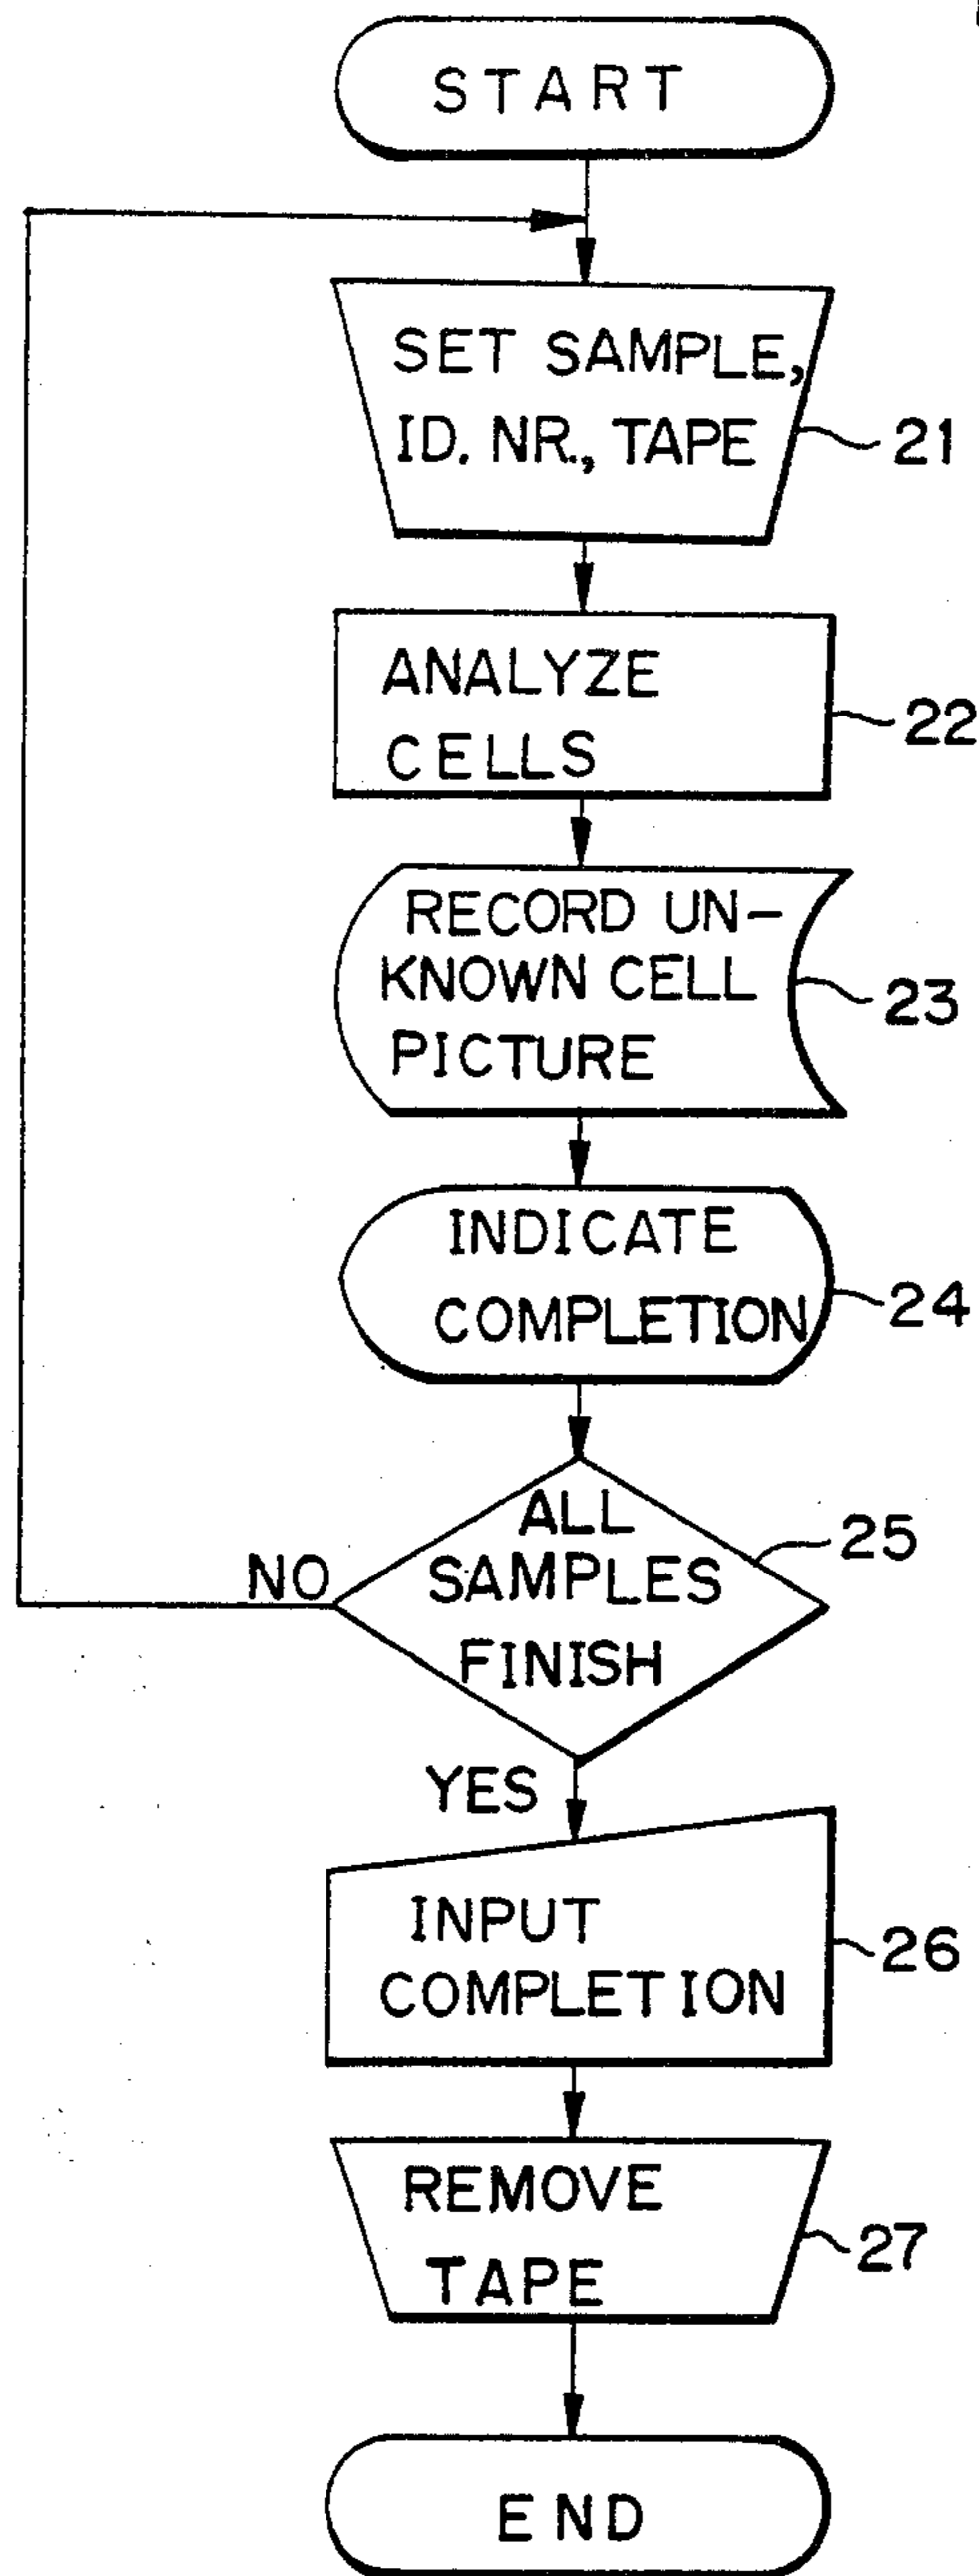 START
SET SAMPLE,
ID. NR., TAPE
21
ANALYZE
CELLS
22
RECORD UN-
KNOWN CELL
PICTURE
23
INDICATE
COMPLETION
24
ALL
SAMPLES
FINISH
25
NO
YES
INPUT
COMPLETION
26
REMOVE
TAPE
27
END